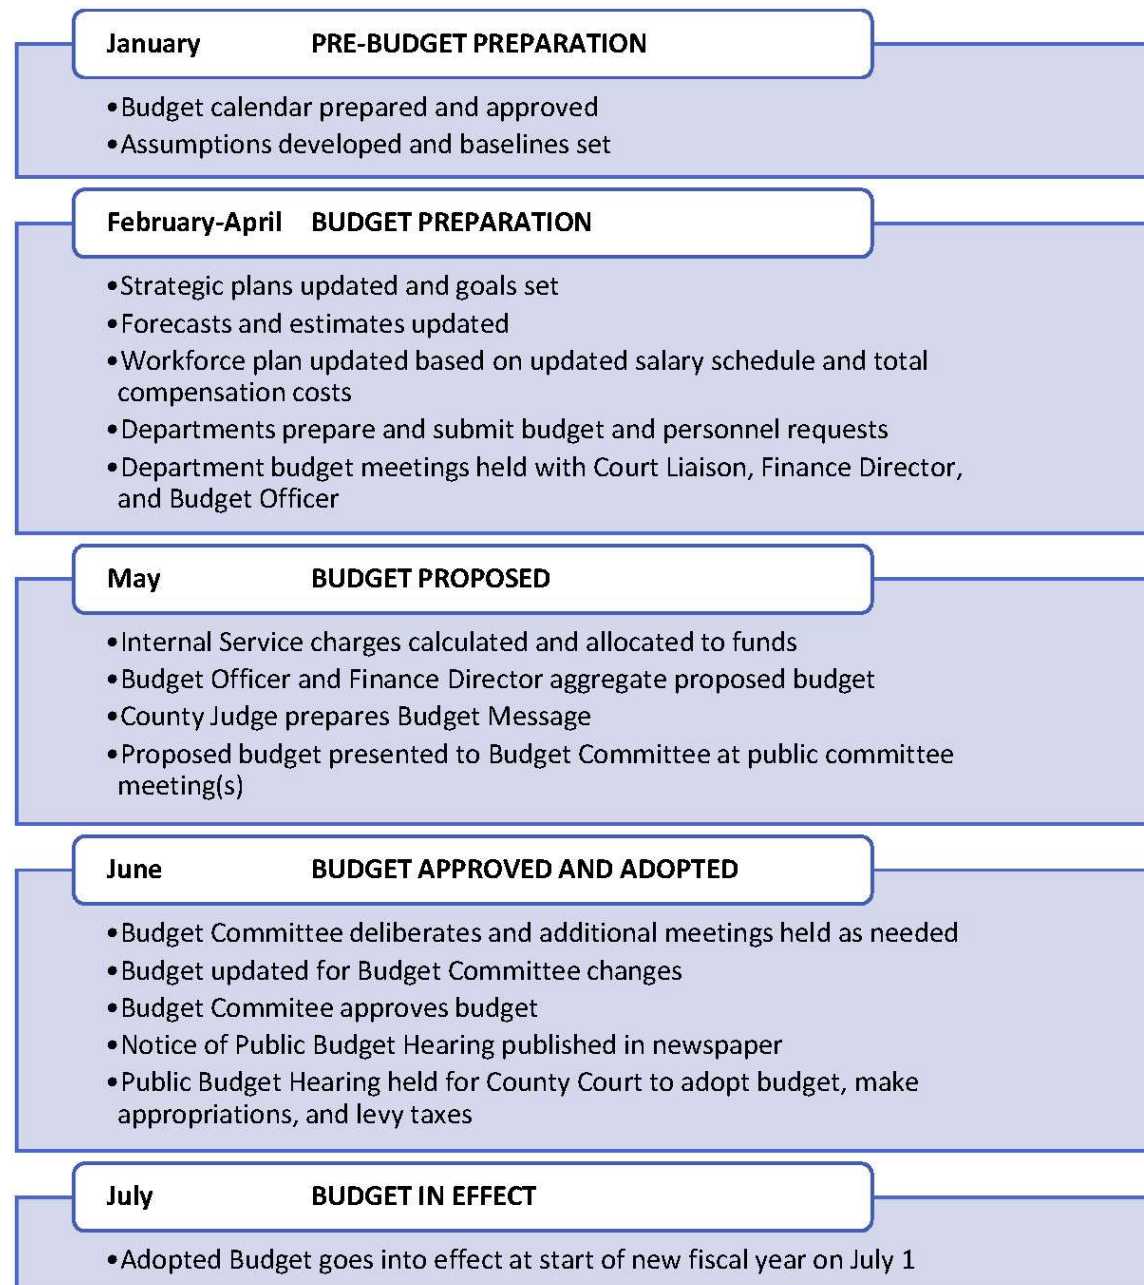 January PRE-BUDGET PREPARATION
•Budget calendar prepared and approved
•Assumptions developed and baselines set
February-April BUDGET PREPARATION
•Strategic plans updated and goals set
•Forecasts and estimates updated
•Workforce plan updated based on updated salary schedule and total
compensation costs
•Departments prepare and submit budget and personnel requests
•Department budget meetings held with Court Liaison, Finance Director,
and Budget Officer
May BUDGET PROPOSED
•Internal Service charges calculated and allocated to funds
•Budget Officer and Finance Director aggregate proposed budget
•County Judge prepares Budget Message
•Proposed budget presented to Budget Committee at public committee
meeting(s)
June BUDGET APPROVED AND ADOPTED
•Budget Committee deliberates and additional meetings held as needed
•Budget updated for Budget Committee changes
•Budget Commitee approves budget
•Notice of Public Budget Hearing published in newspaper
•Public Budget Hearing held for County Court to adopt budget, make
appropriations, and levy taxes
July BUDGET IN EFFECT
•Adopted Budget goes into effect at start of new fiscal year on July 1